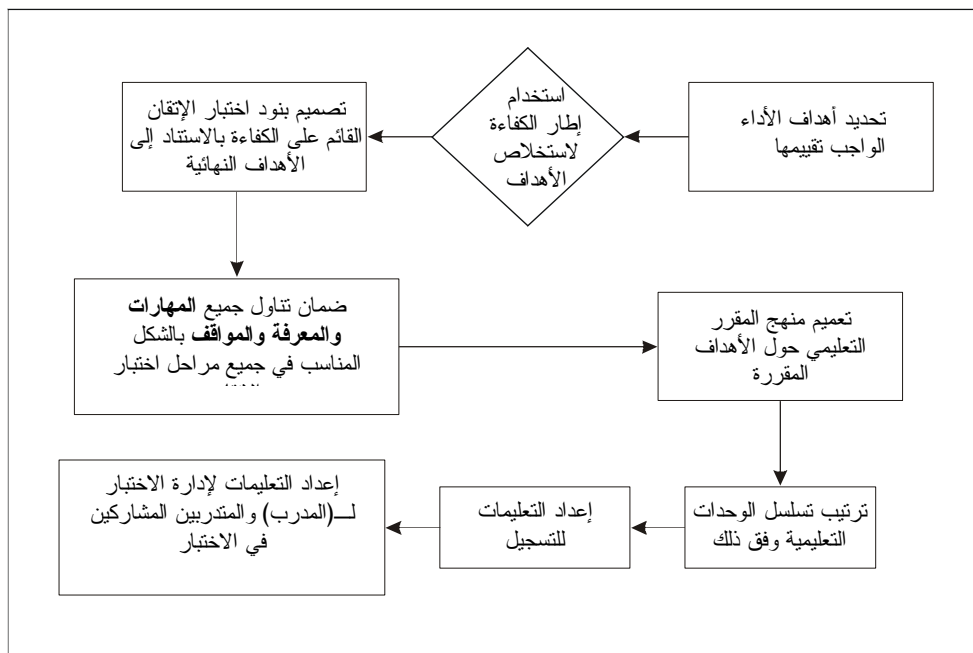 تحديد أهداف الأداء
الواجب تقييمها
استخدام
إطار الكفاءة
لاستخلاص
الأهداف
تصميم بنود اختبار الإتقان
القائم على الكفاءة بالاستناد إلى
الأهداف النهائية
ضمان تناول جميع المهارات
والمعرفة والمواقف بالشكل
المناسب في جميع مراحل اختبار
تعميم منهج المقرر
التعليمي حول الأهداف
المقررة
ترتيب تسلسل الوحدات
التعليمية وفق ذلك
إعداد التعليمات
للتسجيل
إعداد التعليمات لإدارة الاختبار
لــ(المدرب) والمتدربين المشاركين
في الاختبار